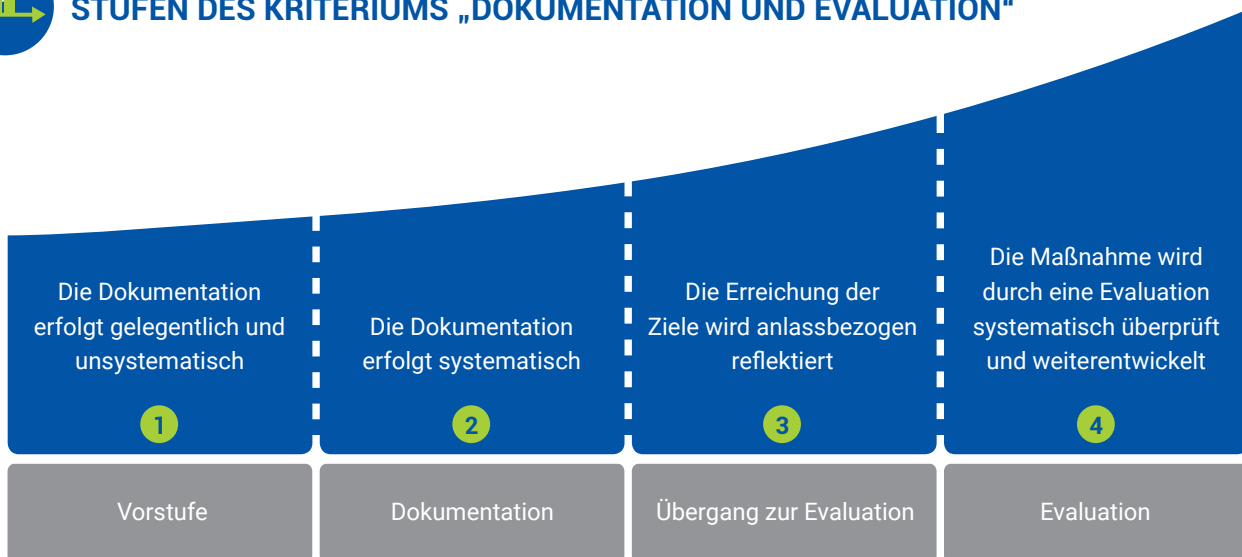 STUFEN DES KRITERIUMS „DOKUMENTATION UND EVALUATION“
Die Dokumentation
erfolgt gelegentlich und
unsystematisch
1
Vorstufe
Die Dokumentation
erfolgt systematisch
2
Dokumentation
Die Erreichung der
Ziele wird anlassbezogen
reflektiert
3
Übergang zur Evaluation
Die Maßnahme wird
durch eine Evaluation
systematisch überprüft
und weiterentwickelt
4
Evaluation